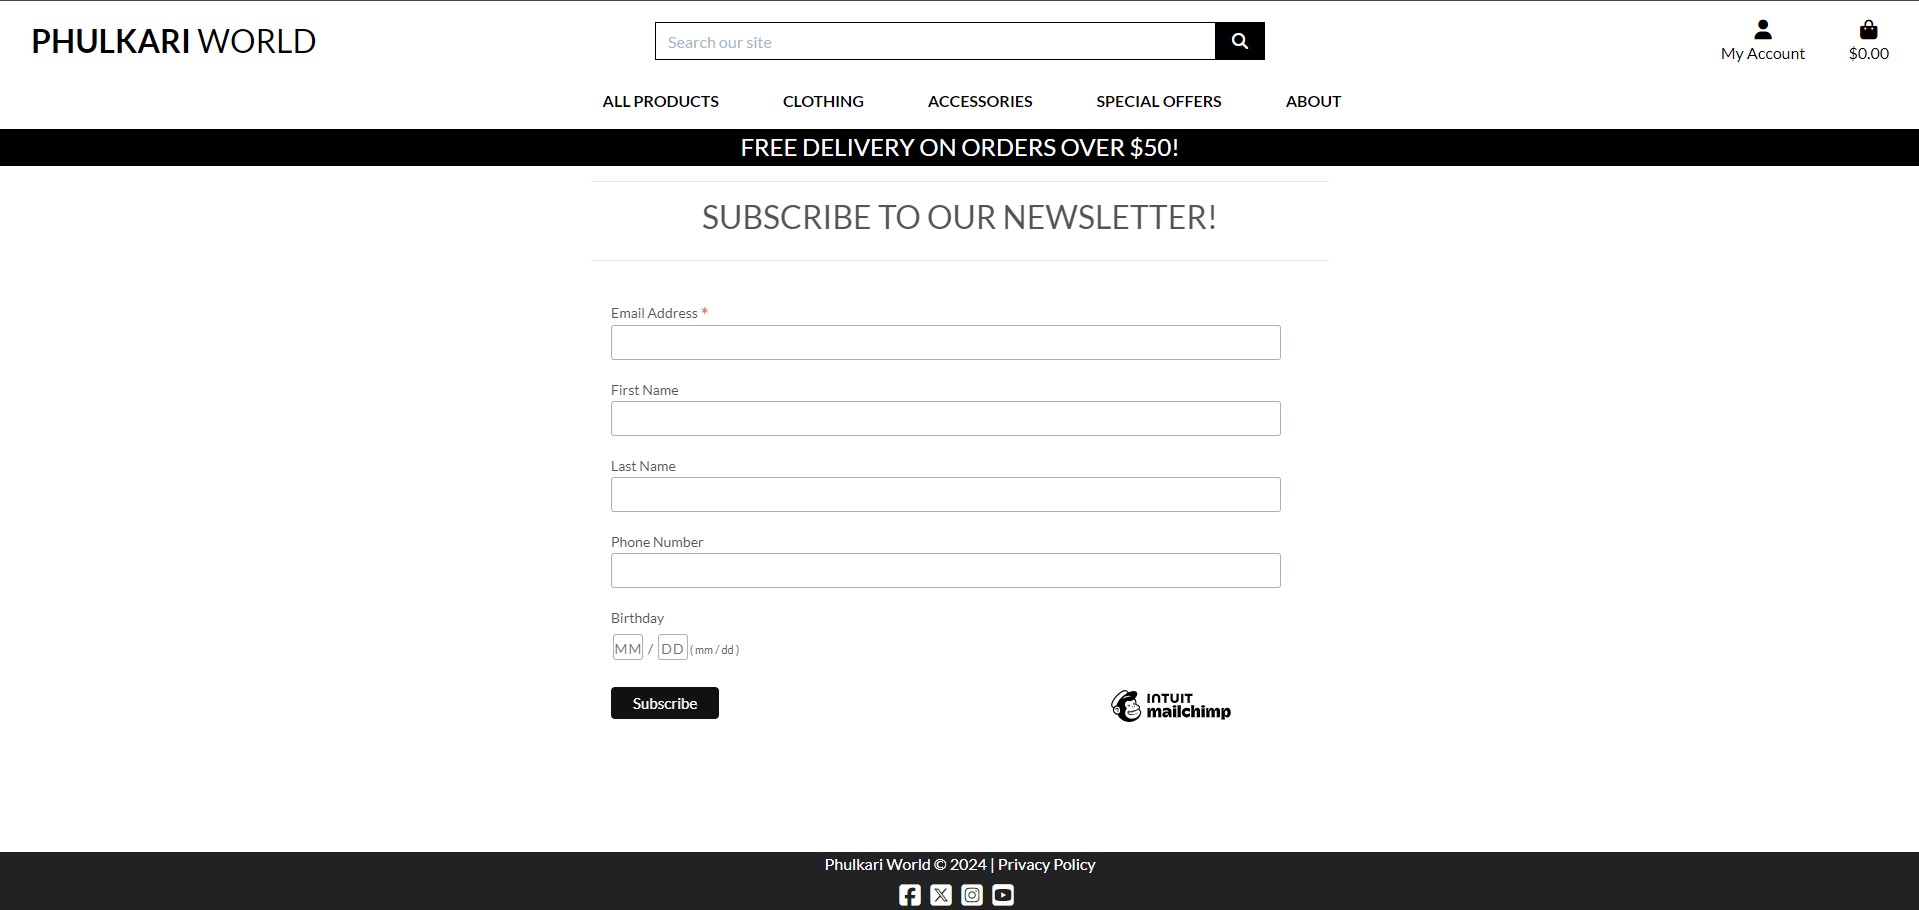 PHULKARI WORLD
Search our site
My Account
$0.00
ALL PRODUCTS CLOTHING ACCESSORIES SPECIAL OFFERS ABOUT
FREE DELIVERY ON ORDERS OVER $50!
SUBSCRIBE TO OUR NEWSLETTER!
Email Address *
First Name
Last Name
Phone Number
Birthday
MM / DD ( mm / dd )
Subscribe
INTUIT
mailchimp
Phulkari World © 2024 | Privacy Policy